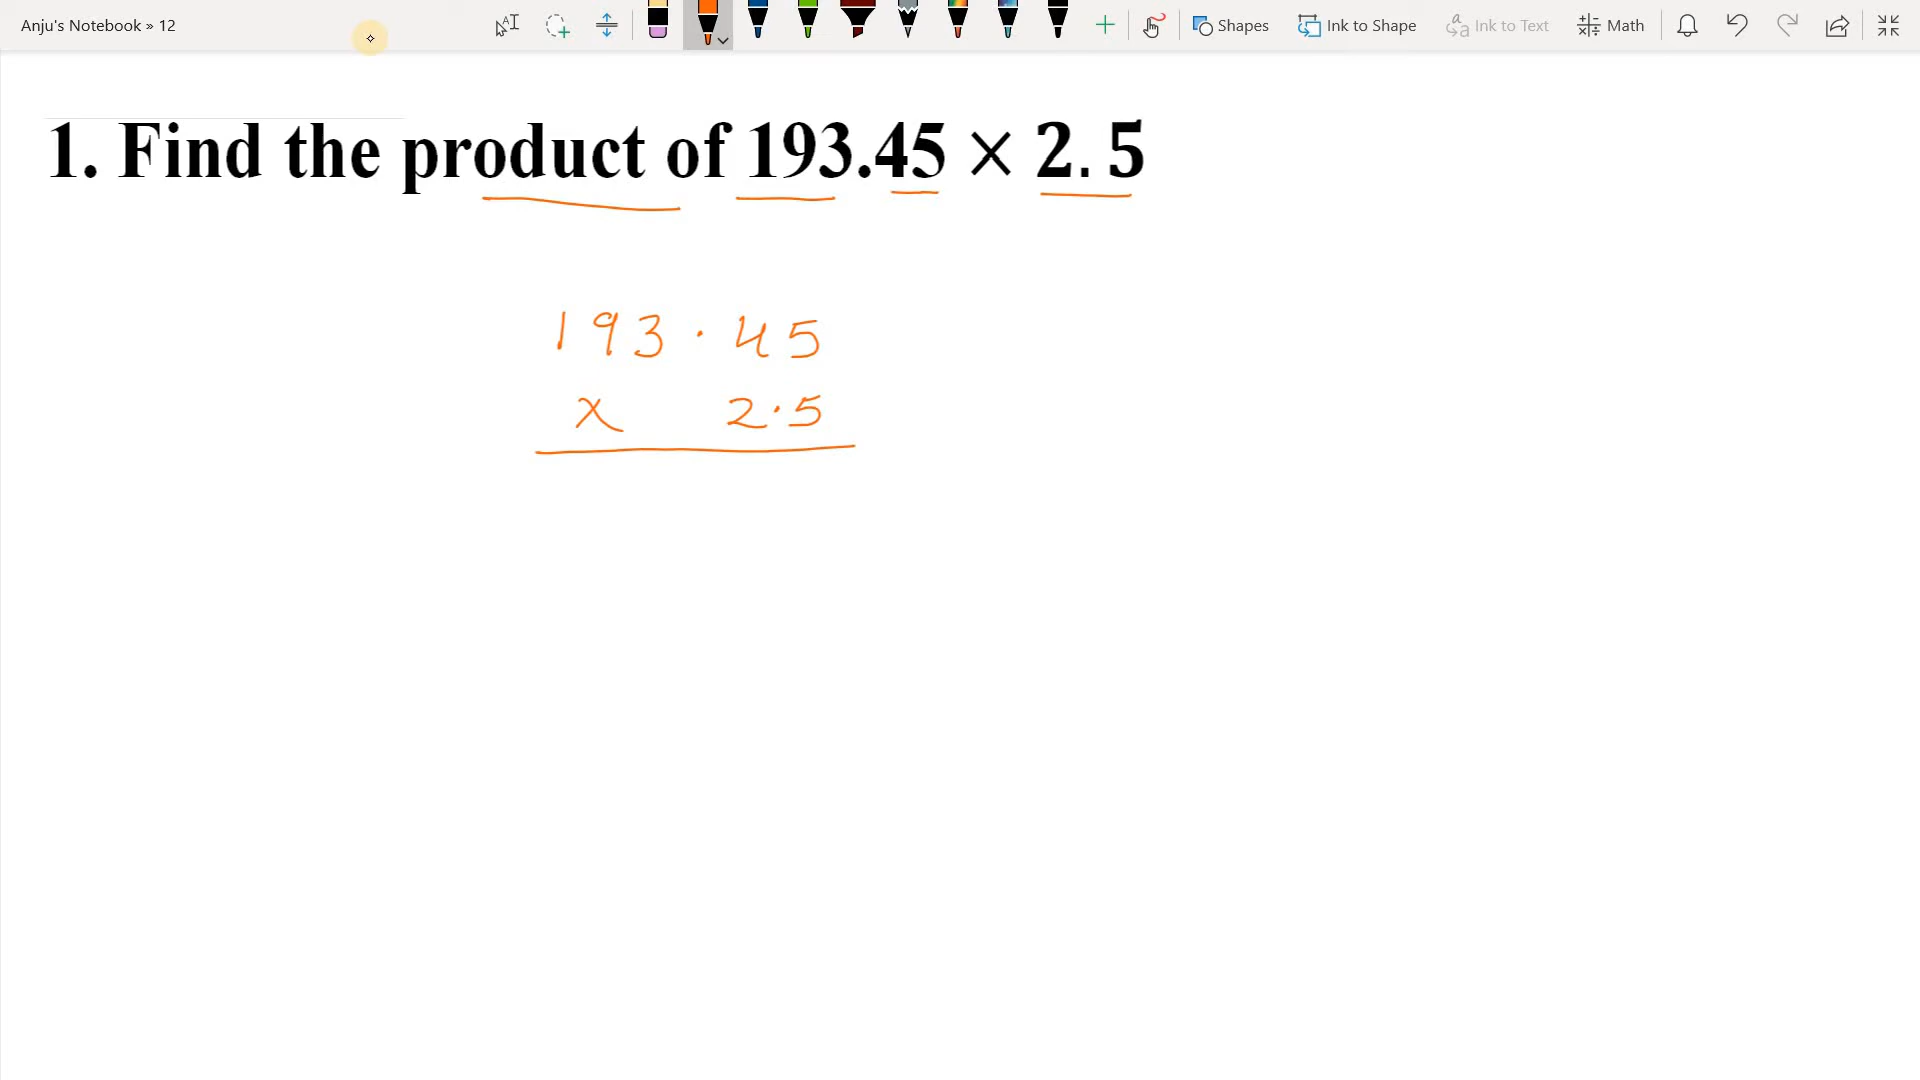 Anju's Notebook » 12
Shapes Ink to Shape Ink to Text Math
1. Find the product of 193.45 × 2.5
193.45
x 2.5